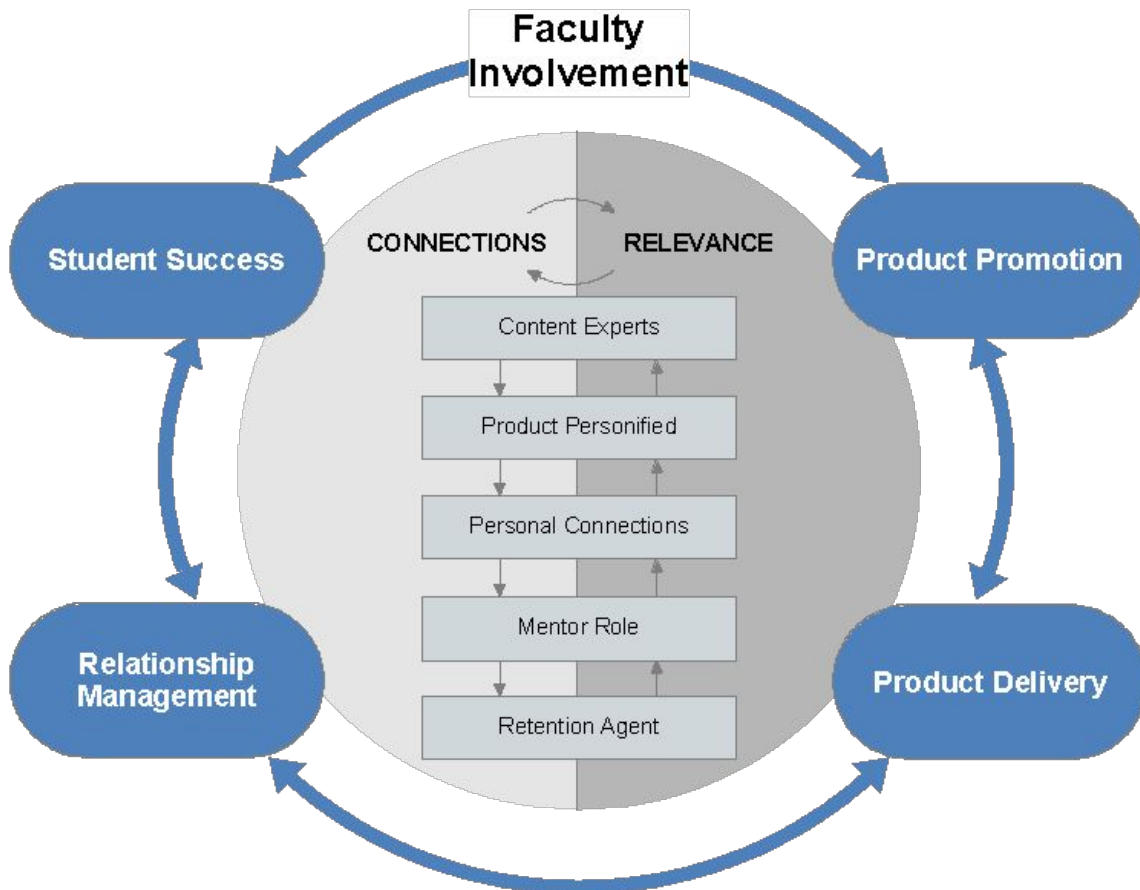 Faculty
Involvement
Student Success
Product Promotion
CONNECTIONS
RELEVANCE
Content Experts
Product Personified
Personal Connections
Mentor Role
Retention Agent
Relationship
Management
Product Delivery